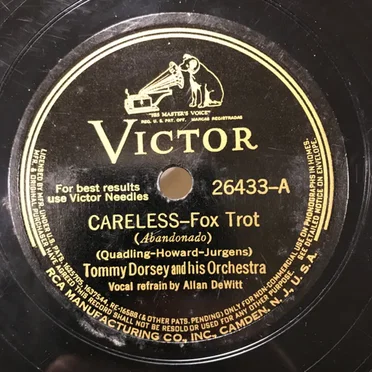 "HIS MASTER'S VOICE"
REG. U. S. PAT. OFF. MARCAS REGISTRADAS
VICTOR
For best results
use Victor Needles
26433-A
CARELESS–Fox Trot
(Abandonado)
(Quadling-Howard-Jurgens)
Tommy Dorsey and his Orchestra
Vocal refrain by Allan DeWitt
RCA MANUFACTURING CO., INC., CAMDEN, N. J., U. S. A.